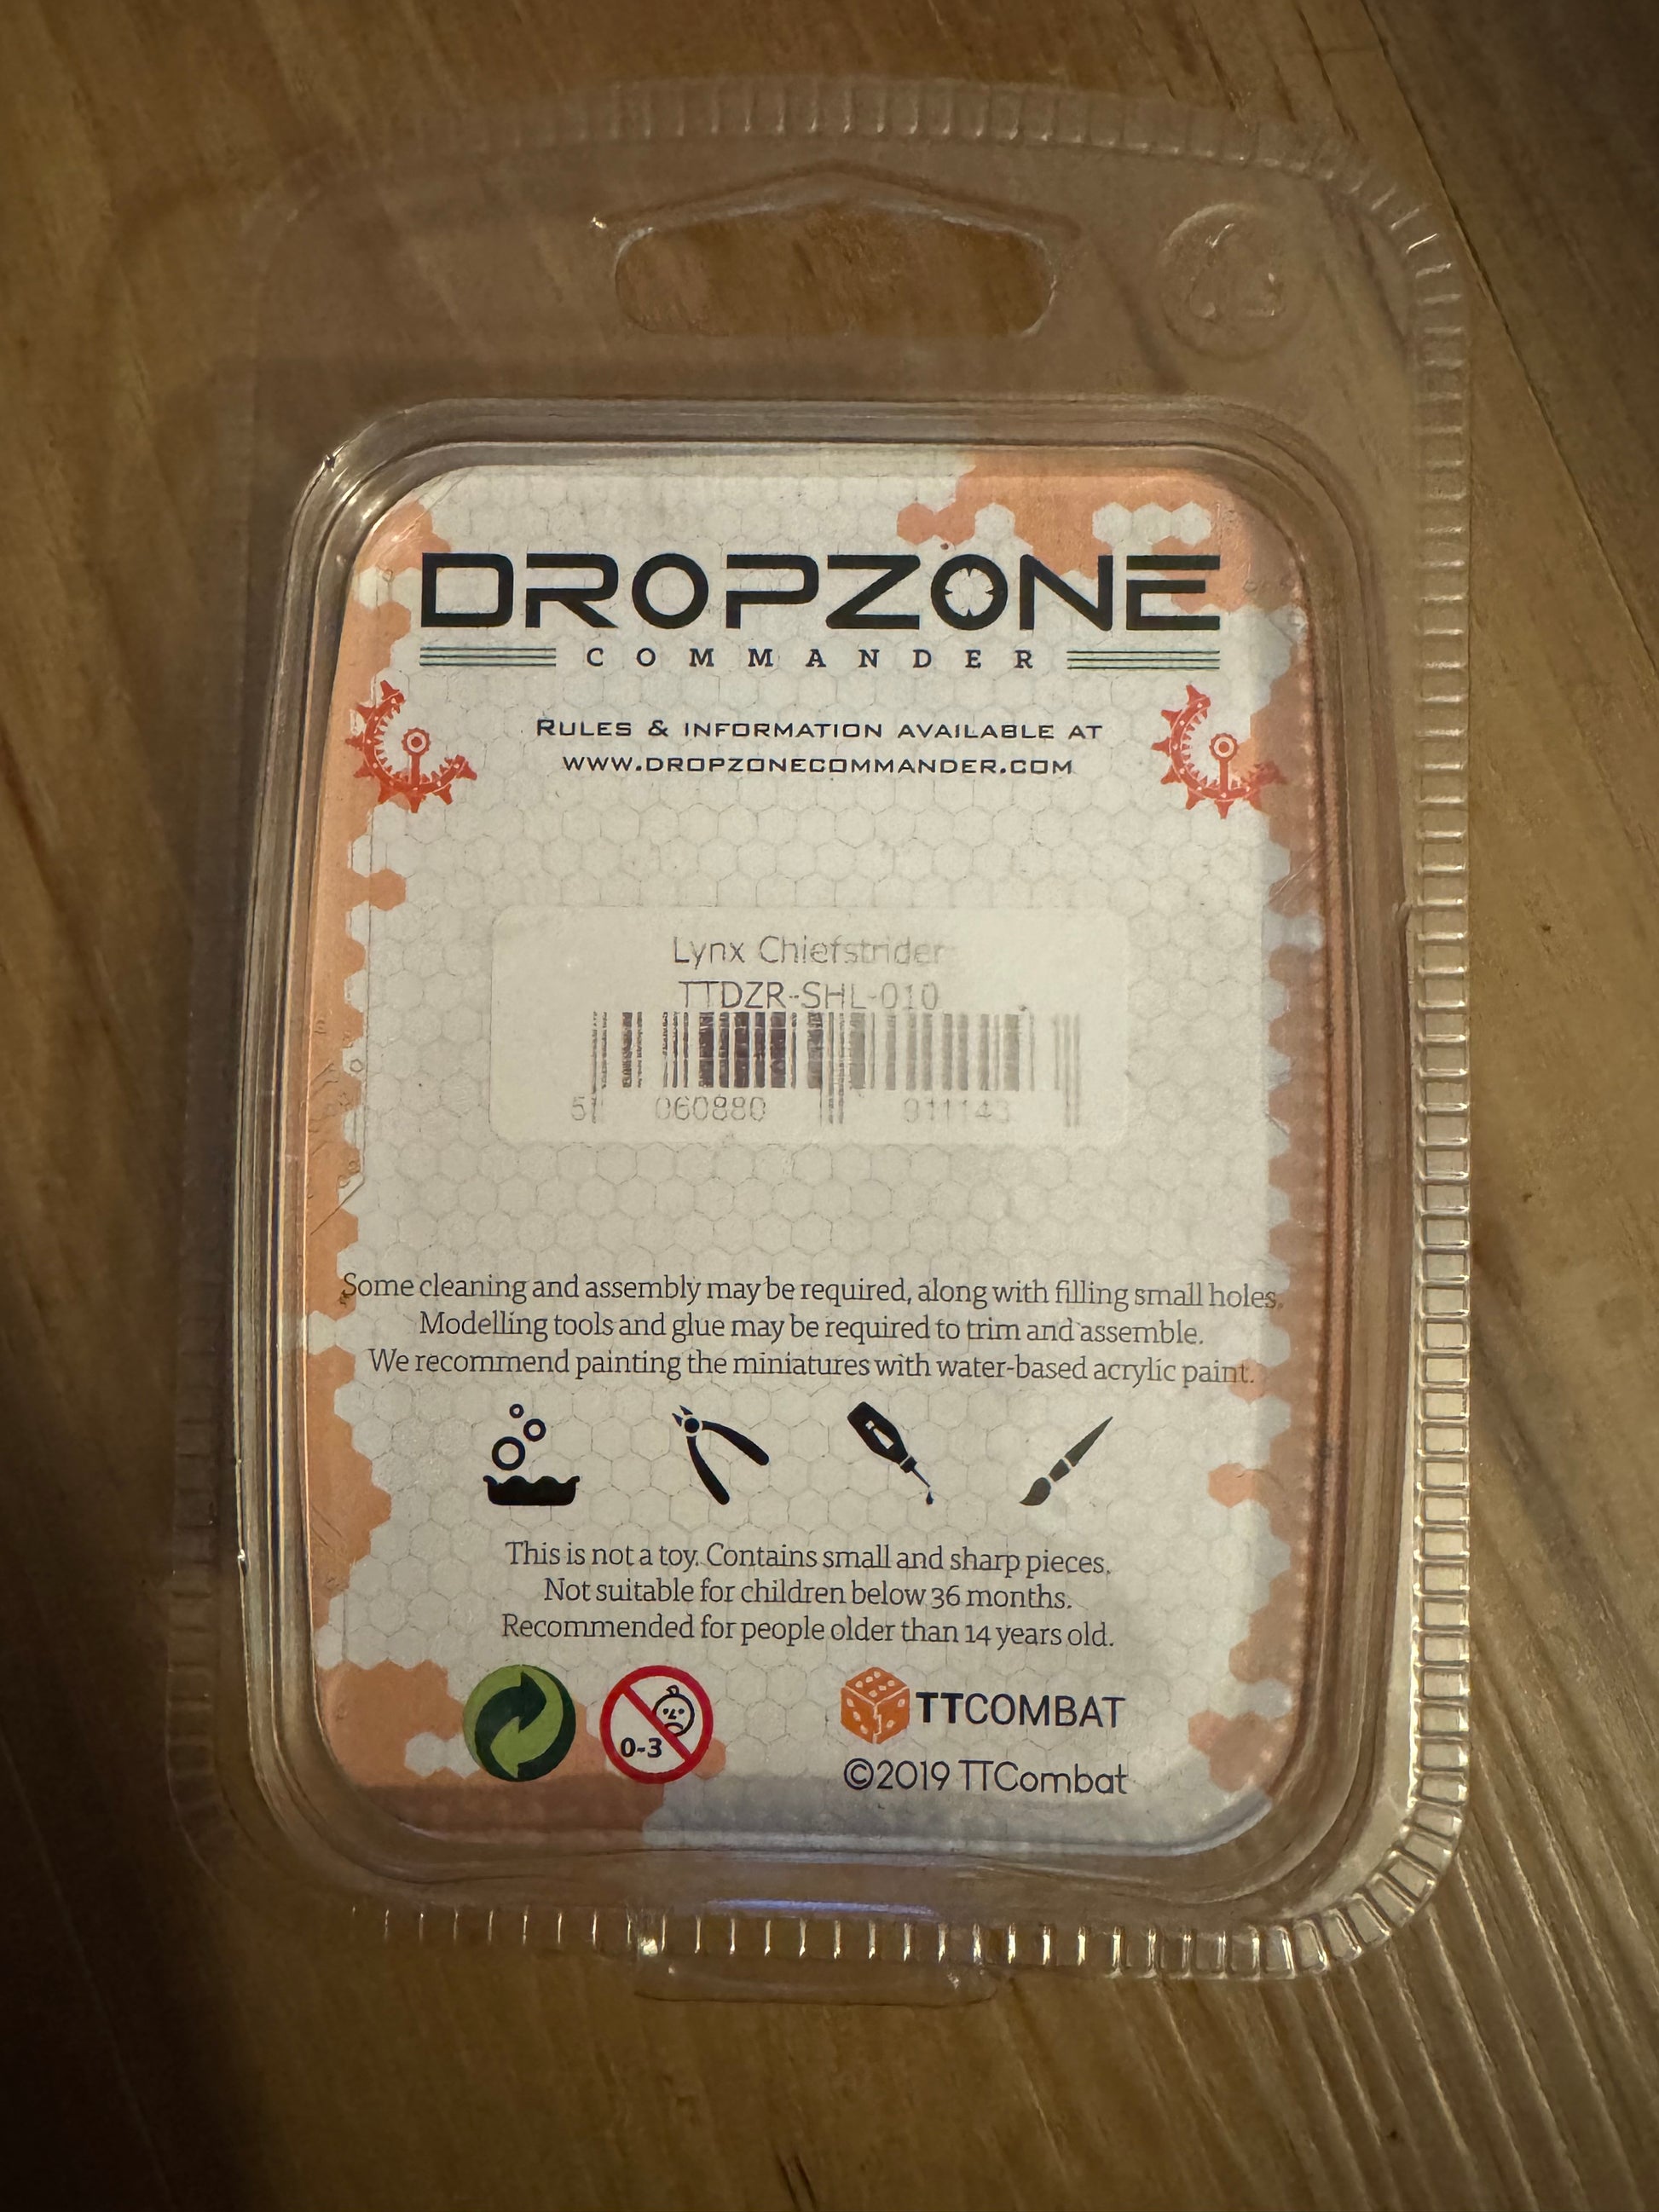 DROPZONE
COMMANDER
RULES & INFORMATION AVAILABLE AT
WWW.DROPZONECOMMANDER.COM
Lynx Chiefstrider
TTDZR-SHL-010
5 060880 911143
Some cleaning and assembly may be required, along with filling small holes.
Modelling tools and glue may be required to trim and assemble.
We recommend painting the miniatures with water-based acrylic paint.
This is not a toy. Contains small and sharp pieces.
Not suitable for children below 36 months.
Recommended for people older than 14 years old.
0-3
TTCOMBAT
©2019 TTCombat